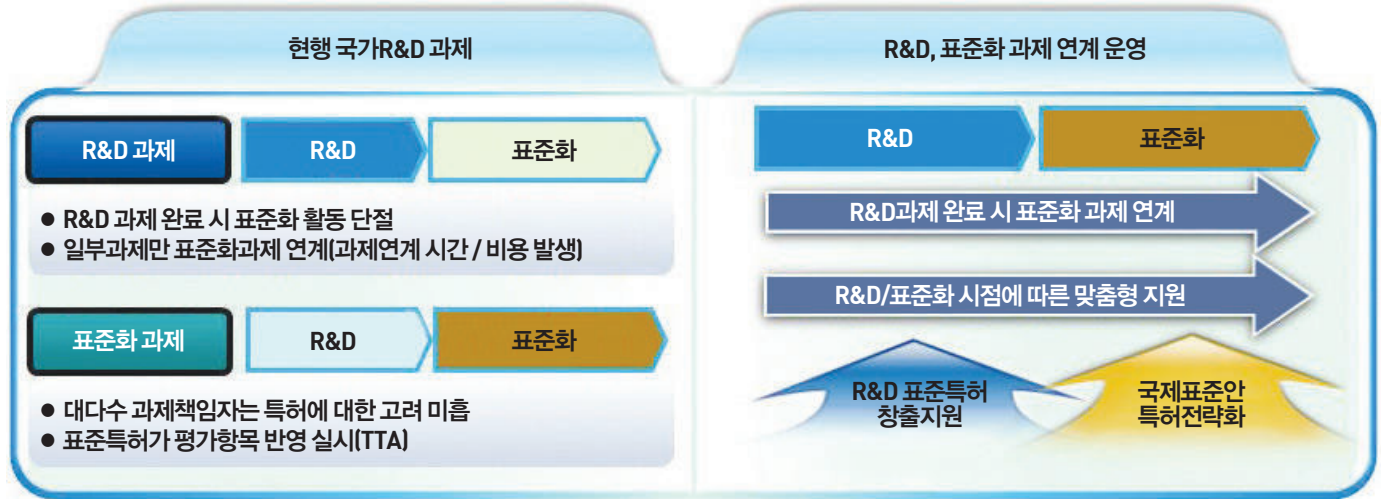 현행 국가R&D 과제
R&D 과제
R&D
표준화
● R&D 과제 완료 시 표준화 활동 단절
● 일부과제만 표준화과제 연계(과제연계 시간 / 비용 발생)
표준화 과제
R&D
표준화
● 대다수 과제책임자는 특허에 대한 고려 미흡
● 표준특허가 평가항목 반영 실시(TTA)
R&D, 표준화 과제 연계 운영
R&D
표준화
R&D과제 완료 시 표준화 과제 연계
R&D/표준화 시점에 따른 맞춤형 지원
R&D 표준특허
창출지원
국제표준안
특허전략화